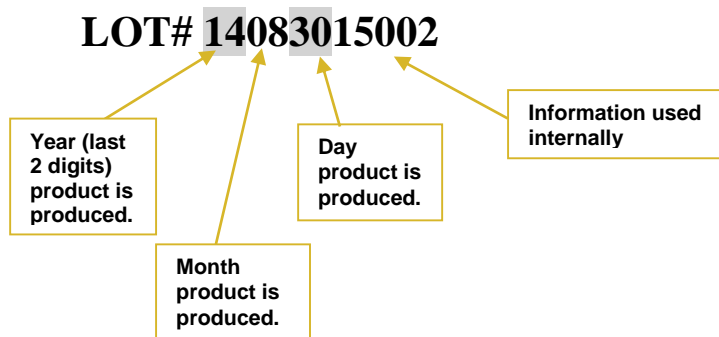 LOT# 14083015002
Year (last
2 digits)
product is
produced.
Month
product is
produced.
Day
product is
produced.
Information used
internally